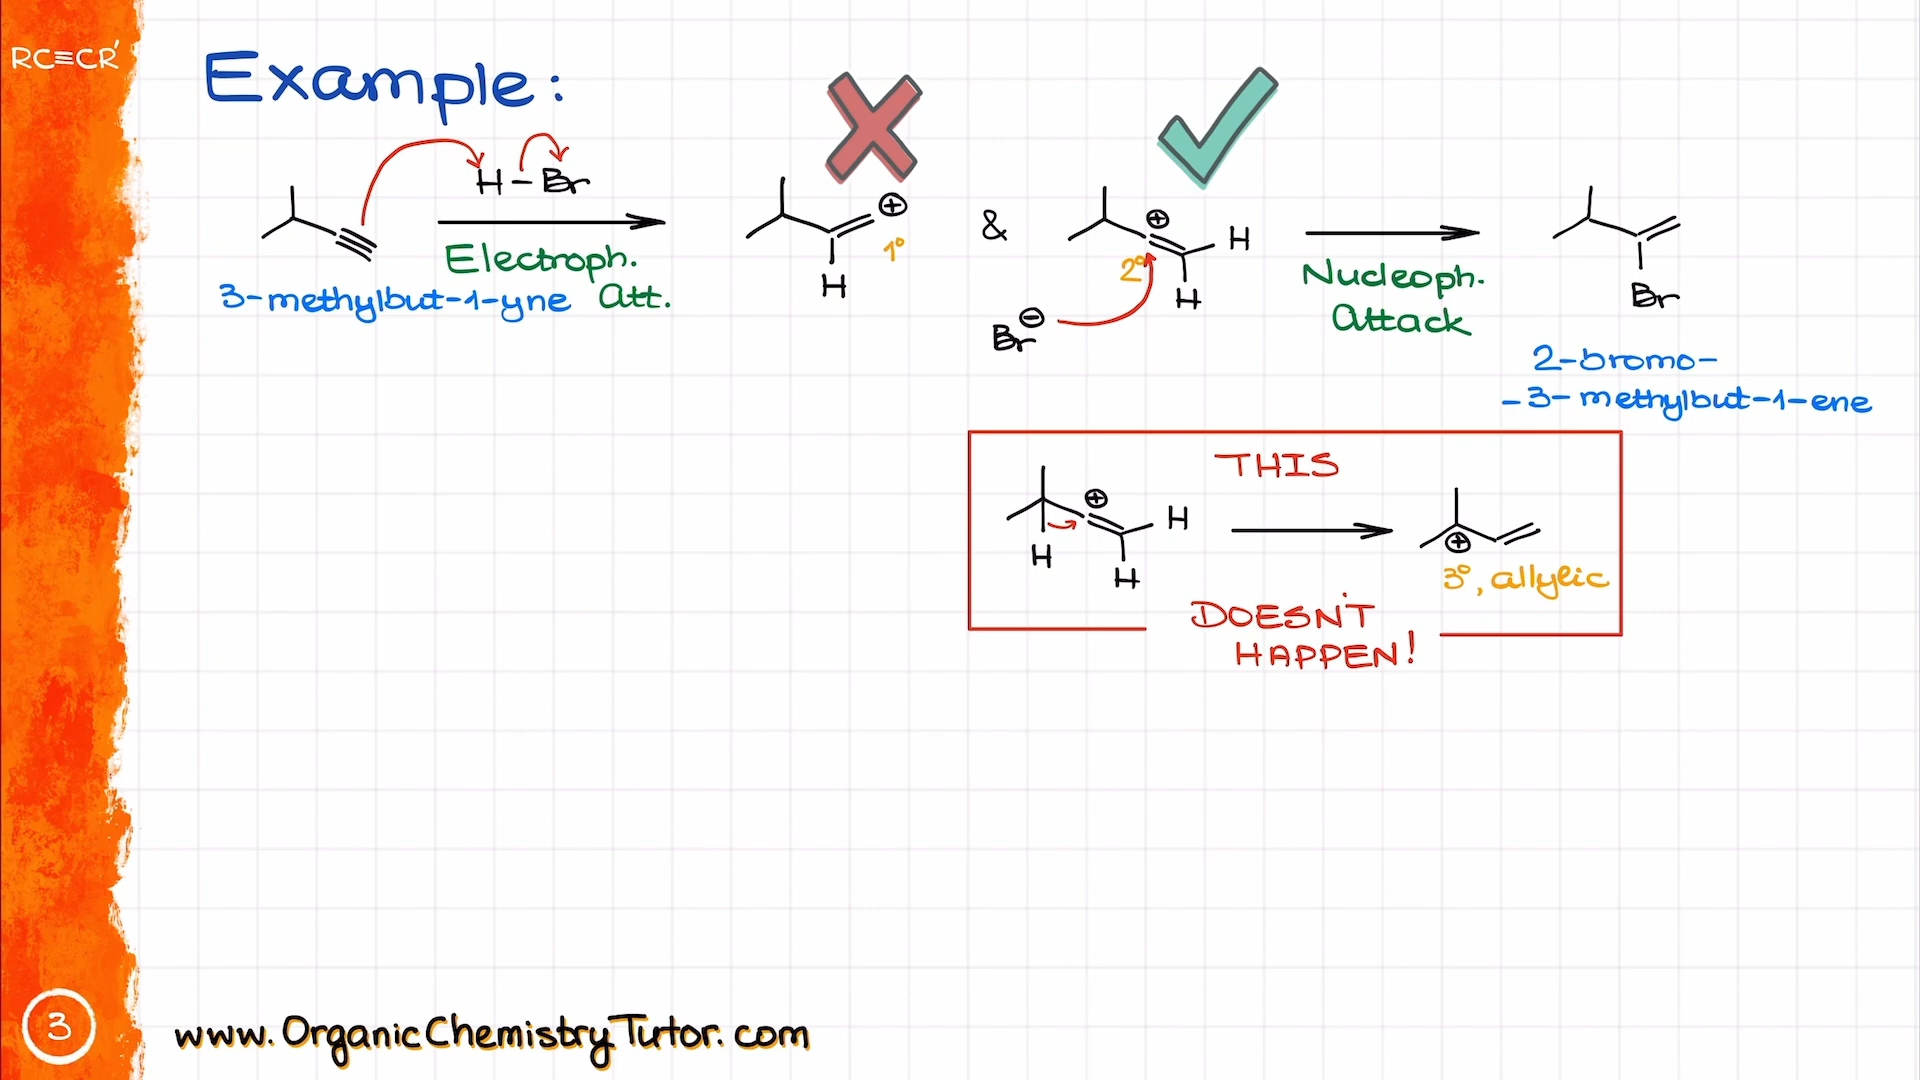 RC≡CR'
Example:
H-Br
⊕
1°
H
&
⊕
2°
H
H
Br⊖
Electroph.
Att.
3-methylbut-1-yne
Nucleoph.
Attack
Br
2-bromo-
-3-methylbut-1-ene
THIS
⊕
H
H
H
⊕
3°, allylic
DOESN'T
HAPPEN!
3
www.OrganicChemistryTutor.com